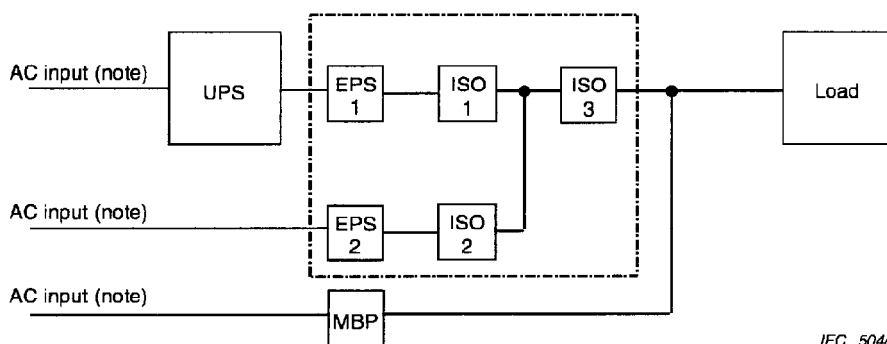 AC input (note)
UPS
EPS
1
ISO
1
ISO
3
Load
AC input (note)
EPS
2
ISO
2
AC input (note)
MBP